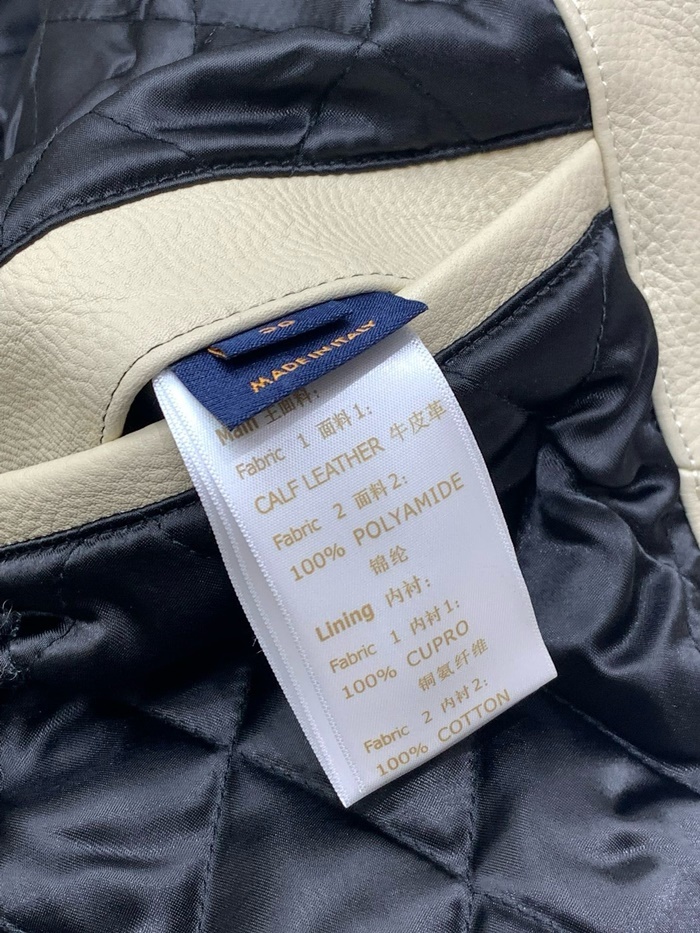 50
MADE IN ITALY
Main 主面料:
Fabric 1 面料1:
CALF LEATHER 牛皮革
Fabric 2 面料2:
100% POLYAMIDE
锦纶
Lining 内衬:
Fabric 1 内衬1:
100% CUPRO
铜氨纤维
Fabric 2 内衬2:
100% COTTON